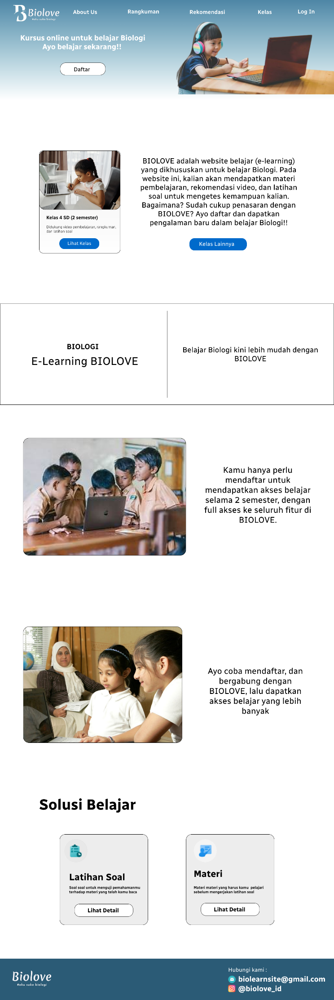 Biolove
#aku suka biologi
About Us
Rangkuman
Rekomendasi
Kelas
Log In
Kursus online untuk belajar Biologi
Ayo belajar sekarang!!
Daftar
Kelas 4 SD (2 semester)
Didukung video pembelajaran, rangkuman,
dan latihan soal
Lihat Kelas
BIOLOVE adalah website belajar (e-learning)
yang dikhususkan untuk belajar Biologi. Pada
website ini, kalian akan mendapatkan materi
pembelajaran, rekomendasi video, dan latihan
soal untuk mengetes kemampuan kalian.
Bagaimana? Sudah cukup penasaran dengan
BIOLOVE? Ayo daftar dan dapatkan
pengalaman baru dalam belajar Biologi!!
Kelas Lainnya
BIOLOGI
E-Learning BIOLOVE
Belajar Biologi kini lebih mudah dengan
BIOLOVE
Kamu hanya perlu
mendaftar untuk
mendapatkan akses belajar
selama 2 semester, dengan
full akses ke seluruh fitur di
BIOLOVE.
Ayo coba mendaftar, dan
bergabung dengan
BIOLOVE, lalu dapatkan
akses belajar yang lebih
banyak
Solusi Belajar
Latihan Soal
Soal soal untuk menguji pemahamanmu
terhadap materi yang telah kamu baca
Lihat Detail
Materi
Materi materi yang harus kamu  pelajari
sebelum mengerjakan latihan soal
Lihat Detail
Biolove
#aku suka biologi
Hubungi kami :
biolearnsite@gmail.com
@biolove_id